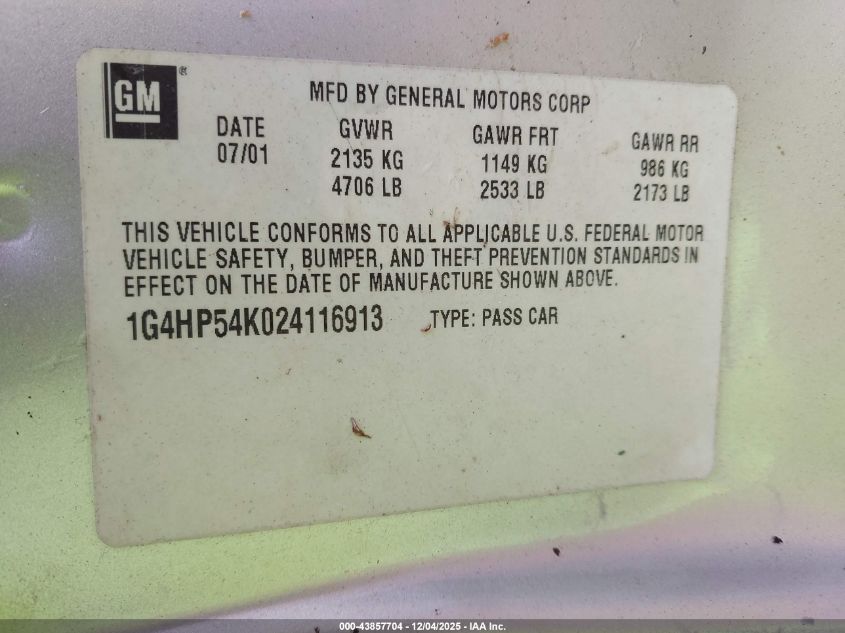 GM®
MFD BY GENERAL MOTORS CORP
DATE GVWR GAWR FRT GAWR RR
07/01 2135 KG 1149 KG 986 KG
4706 LB 2533 LB 2173 LB
THIS VEHICLE CONFORMS TO ALL APPLICABLE U.S. FEDERAL MOTOR
VEHICLE SAFETY, BUMPER, AND THEFT PREVENTION STANDARDS IN
EFFECT ON THE DATE OF MANUFACTURE SHOWN ABOVE.
1G4HP54K024116913 TYPE: PASS CAR
000-43857704 - 12/04/2025 - IAA Inc.